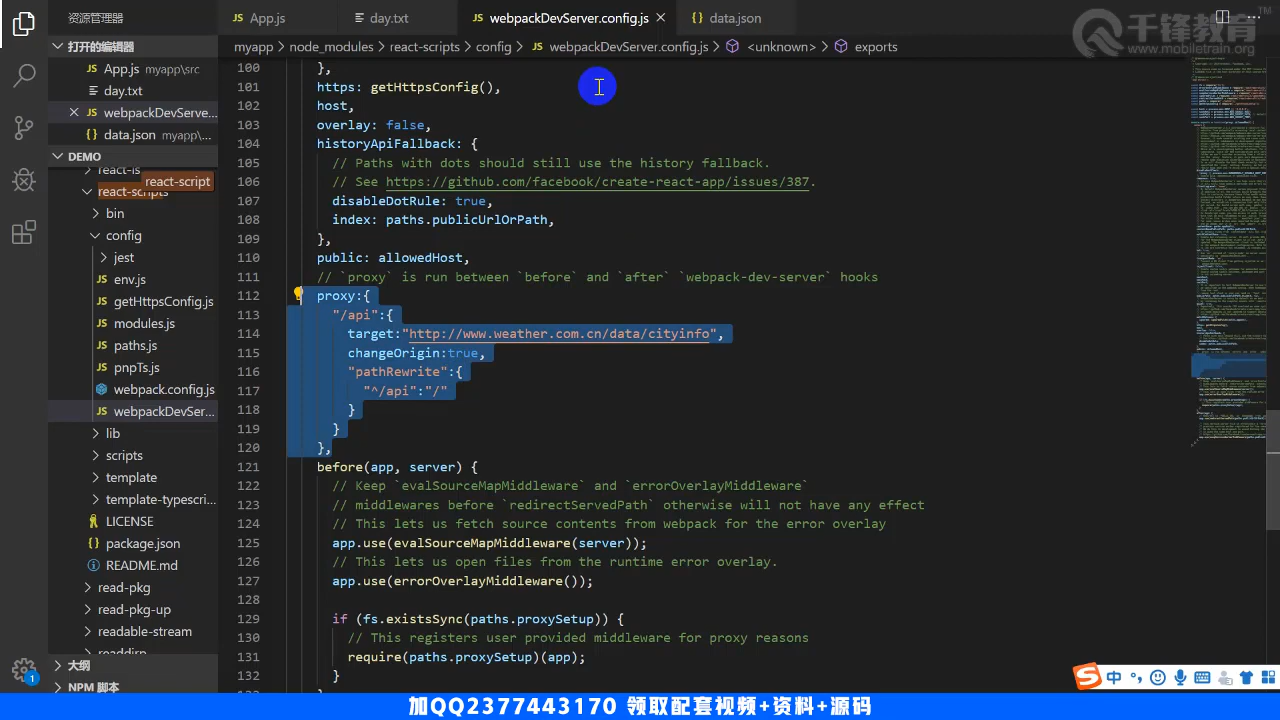 资源管理器
App.js
day.txt
webpackDevServer.config.js
data.json
千锋教育
TM
www.mobiletrain.org
打开的编辑器
App.js myapp\src
day.txt
webpackDevServe...
data.json myapp\...
DEMO
react-scripts
react-script
bin
config
jest
env.js
getHttpsConfig.js
modules.js
paths.js
pnpTs.js
webpack.config.js
webpackDevSer...
lib
scripts
template
template-typescri...
LICENSE
package.json
README.md
read-pkg
read-pkg-up
readable-stream
readdirp
大纲
NPM 脚本
1
myapp > node_modules > react-scripts > config > webpackDevServer.config.js > <unknown> > exports
100 },
101 https: getHttpsConfig(),
102 host,
103 overlay: false,
104 historyApiFallback: {
105 // Paths with dots should still use the history fallback.
106 // See https://github.com/facebook/create-react-app/issues/387.
107 disableDotRule: true,
108 index: paths.publicUrlOrPath,
109 },
110 public: allowedHost,
111 // `proxy` is run between `before` and `after` `webpack-dev-server` hooks
112 proxy:{
113 "/api":{
114 target:"http://www.weather.com.cn/data/cityinfo",
115 changeOrigin:true,
116 "pathRewrite":{
117 "^/api":"/"
118 }
119 }
120 },
121 before(app, server) {
122 // Keep `evalSourceMapMiddleware` and `errorOverlayMiddleware`
123 // middlewares before `redirectServedPath` otherwise will not have any effect
124 // This lets us fetch source contents from webpack for the error overlay
125 app.use(evalSourceMapMiddleware(server));
126 // This lets us open files from the runtime error overlay.
127 app.use(errorOverlayMiddleware());
128
129 if (fs.existsSync(paths.proxySetup)) {
130 // This registers user provided middleware for proxy reasons
131 require(paths.proxySetup)(app);
132 }
中
加QQ2377443170 领取配套视频+资料+源码